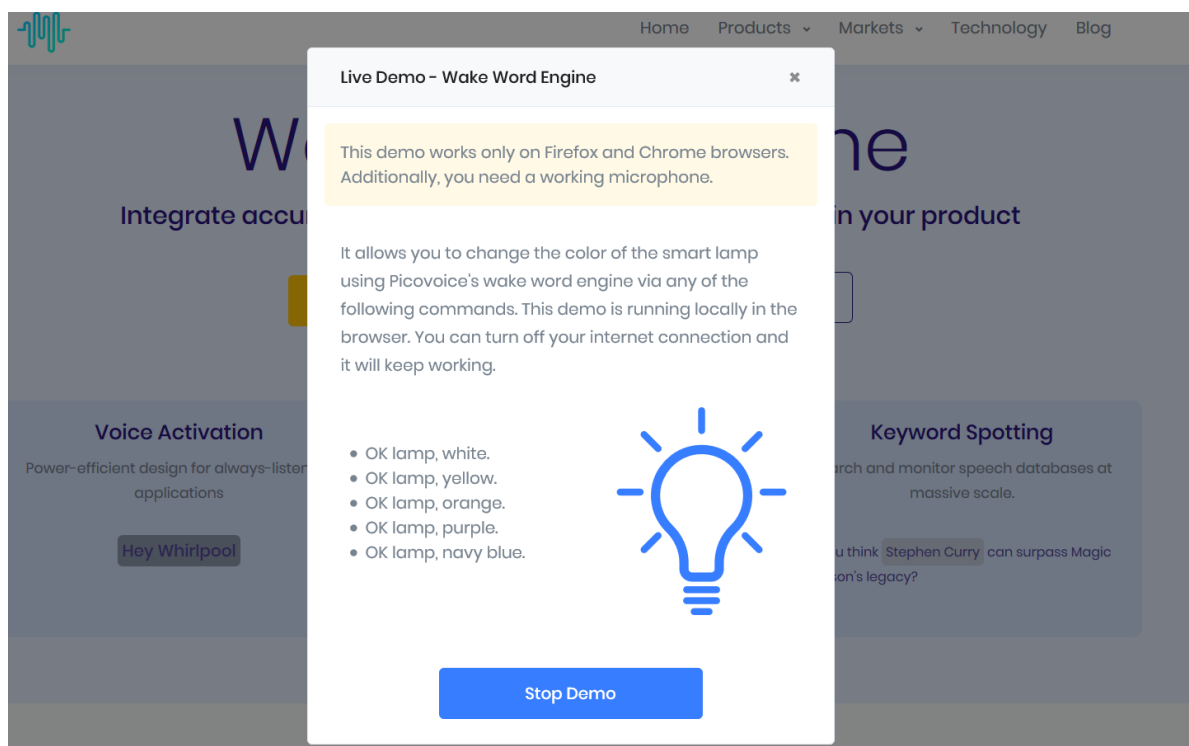 Home Products Markets Technology Blog
Live Demo - Wake Word Engine
This demo works only on Firefox and Chrome browsers.
Additionally, you need a working microphone.
Integrate
in your product
It allows you to change the color of the smart lamp
using Picovoice's wake word engine via any of the
following commands. This demo is running locally in the
browser. You can turn off your internet connection and
it will keep working.
OK lamp, white.
OK lamp, yellow.
OK lamp, orange.
OK lamp, purple.
OK lamp, navy blue.
Stop Demo
Voice Activation
Power-efficient design for
applications
Hey Whirlpool
Keyword Spotting
and monitor speech databases at
massive scale.
think Stephen Curry can surpass Magic
legacy?